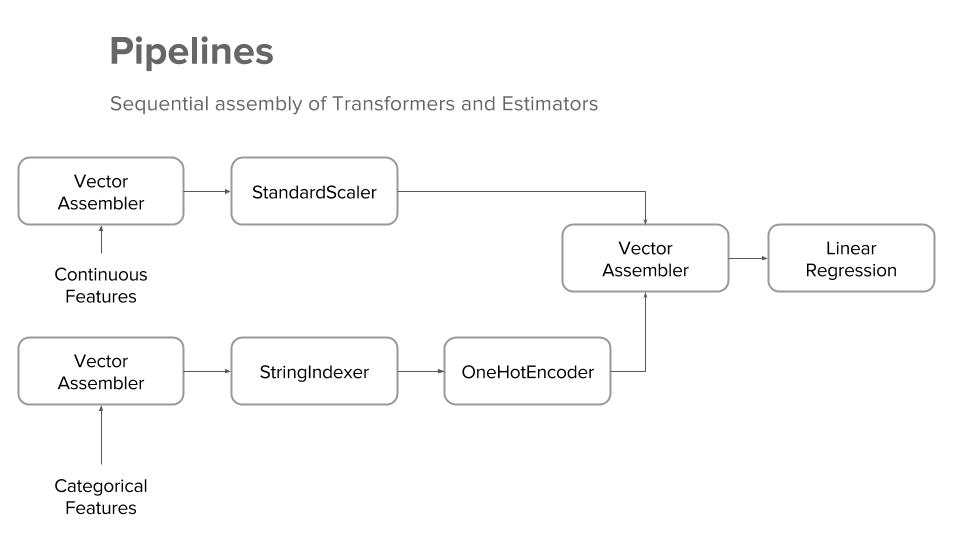 Pipelines
Sequential assembly of Transformers and Estimators
Vector
Assembler
StandardScaler
Continuous
Features
Vector
Assembler
Linear
Regression
Vector
Assembler
StringIndexer
OneHotEncoder
Categorical
Features